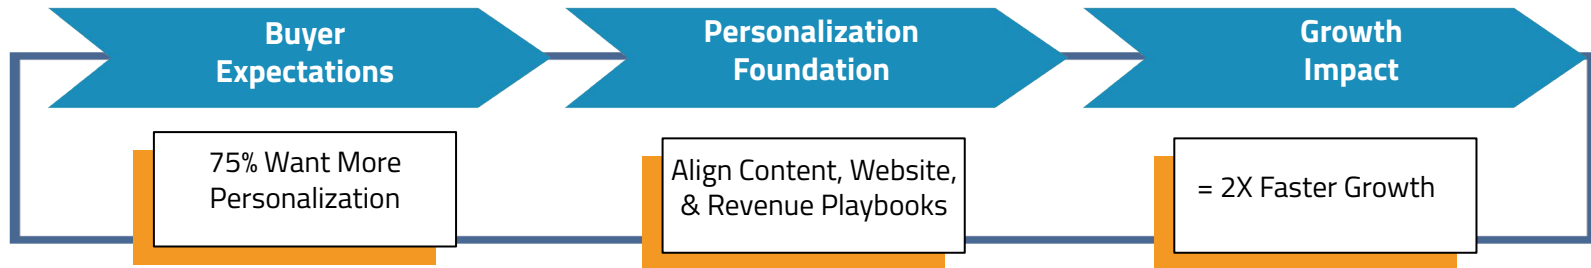 Buyer
Expectations
75% Want More
Personalization
Personalization
Foundation
Align Content, Website,
& Revenue Playbooks
Growth
Impact
= 2X Faster Growth